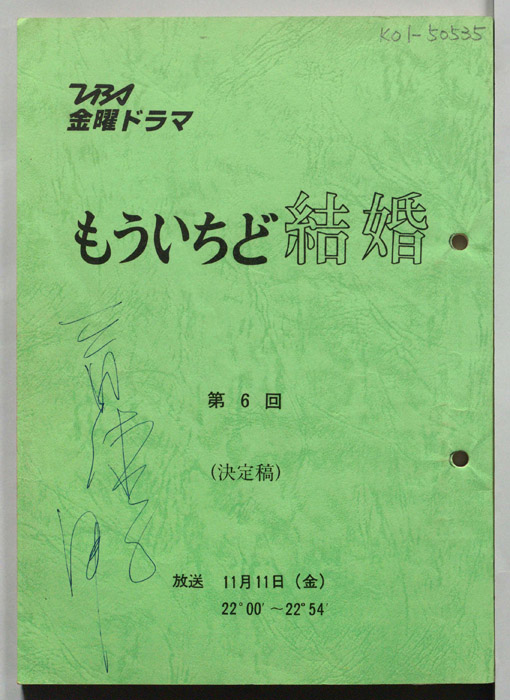 K01-50535
TBS
金曜ドラマ
もういちど結婚
第6回
(決定稿)
放送 11月11日(金)
22°00′~22°54′